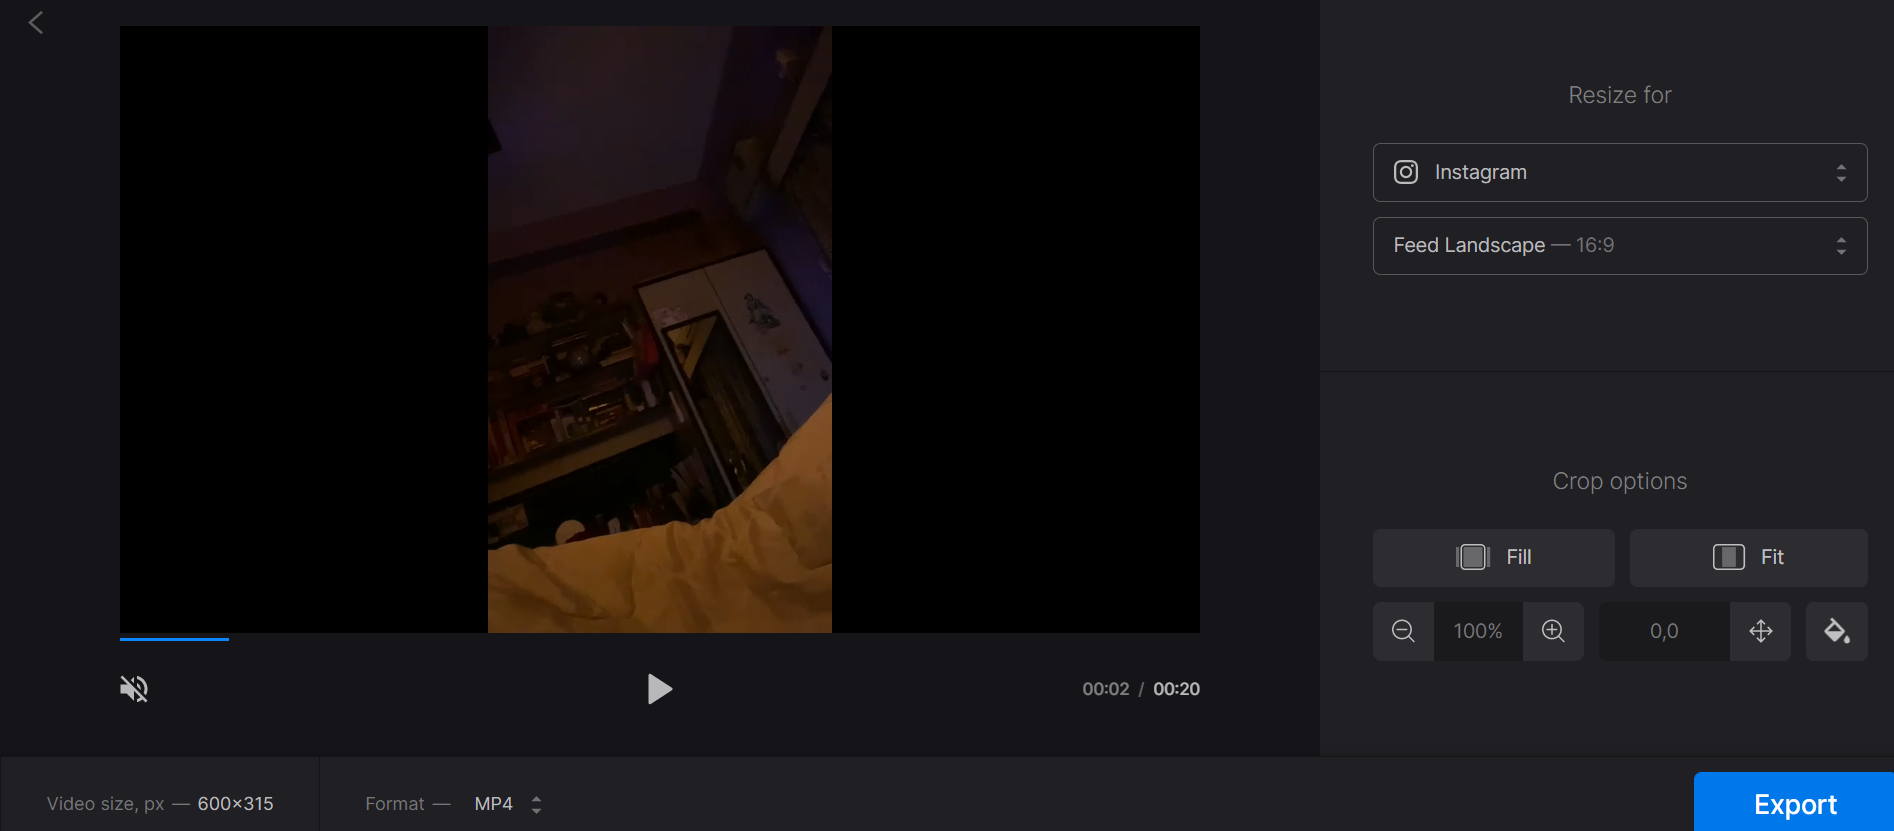 Resize for
Instagram
Feed Landscape — 16:9
Crop options
Fill
Fit
100%
0,0
00:02 / 00:20
Video size, px — 600×315
Format — MP4
Export